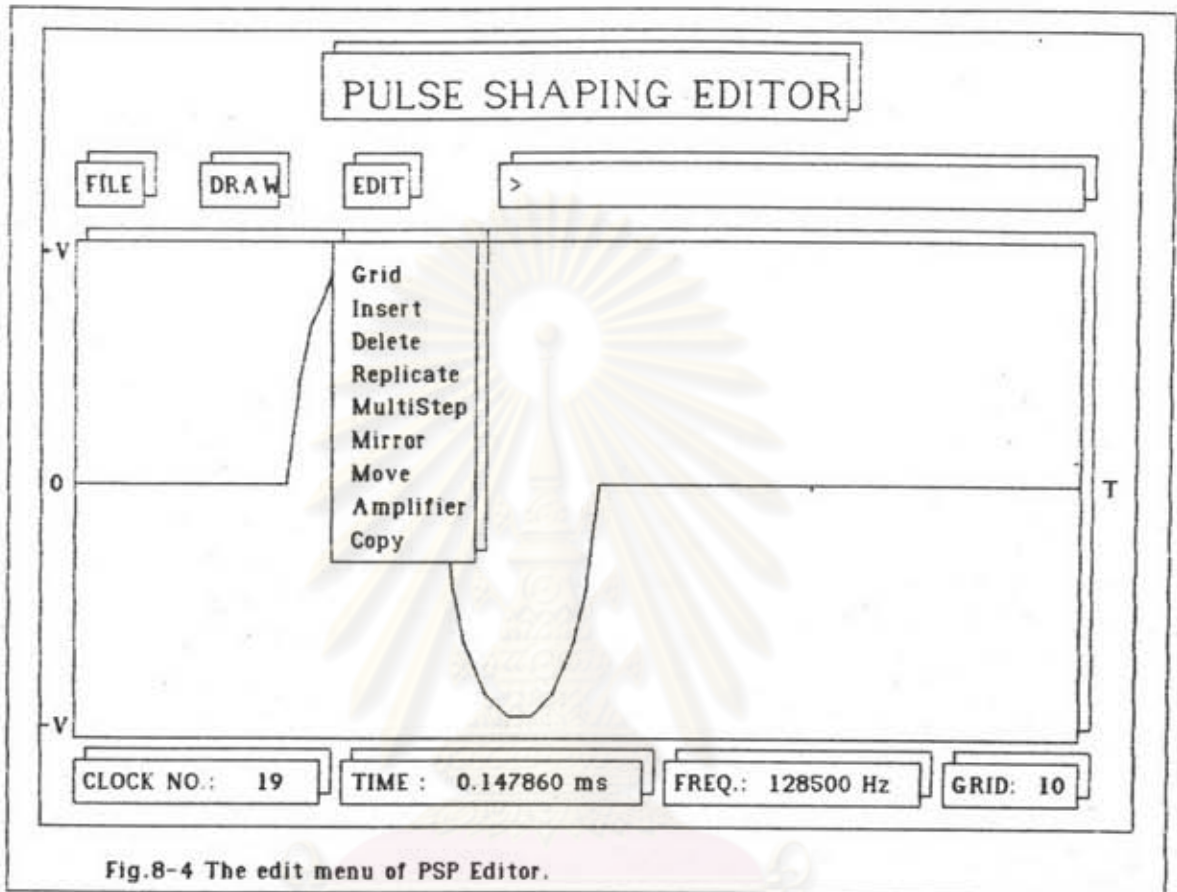 PULSE SHAPING EDITOR
FILE DRAW EDIT >
-V
Grid
Insert
Delete
Replicate
MultiStep
Mirror
Move
Amplifier
Copy
0
T
-V
CLOCK NO.: 19 TIME : 0.147860 ms FREQ.: 128500 Hz GRID: 10
Fig.8-4 The edit menu of PSP Editor.